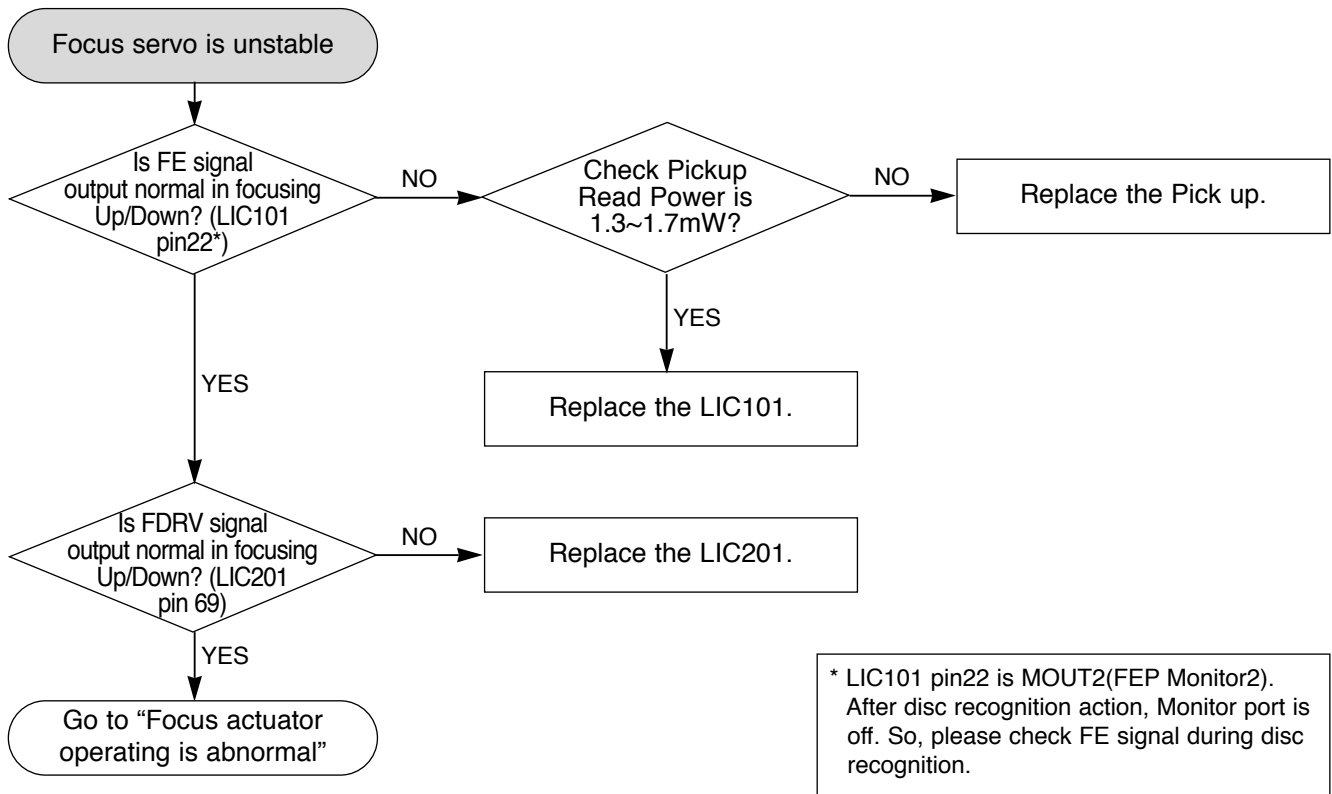 Focus servo is unstable
Is FE signal
output normal in focusing
Up/Down? (LIC101
pin22*)
NO
Check Pickup
Read Power is
1.3~1.7mW?
NO
Replace the Pick up.
YES
Replace the LIC101.
YES
Is FDRV signal
output normal in focusing
Up/Down? (LIC201
pin 69)
NO
Replace the LIC201.
YES
Go to “Focus actuator
operating is abnormal”
* LIC101 pin22 is MOUT2(FEP Monitor2).
After disc recognition action, Monitor port is
off. So, please check FE signal during disc
recognition.